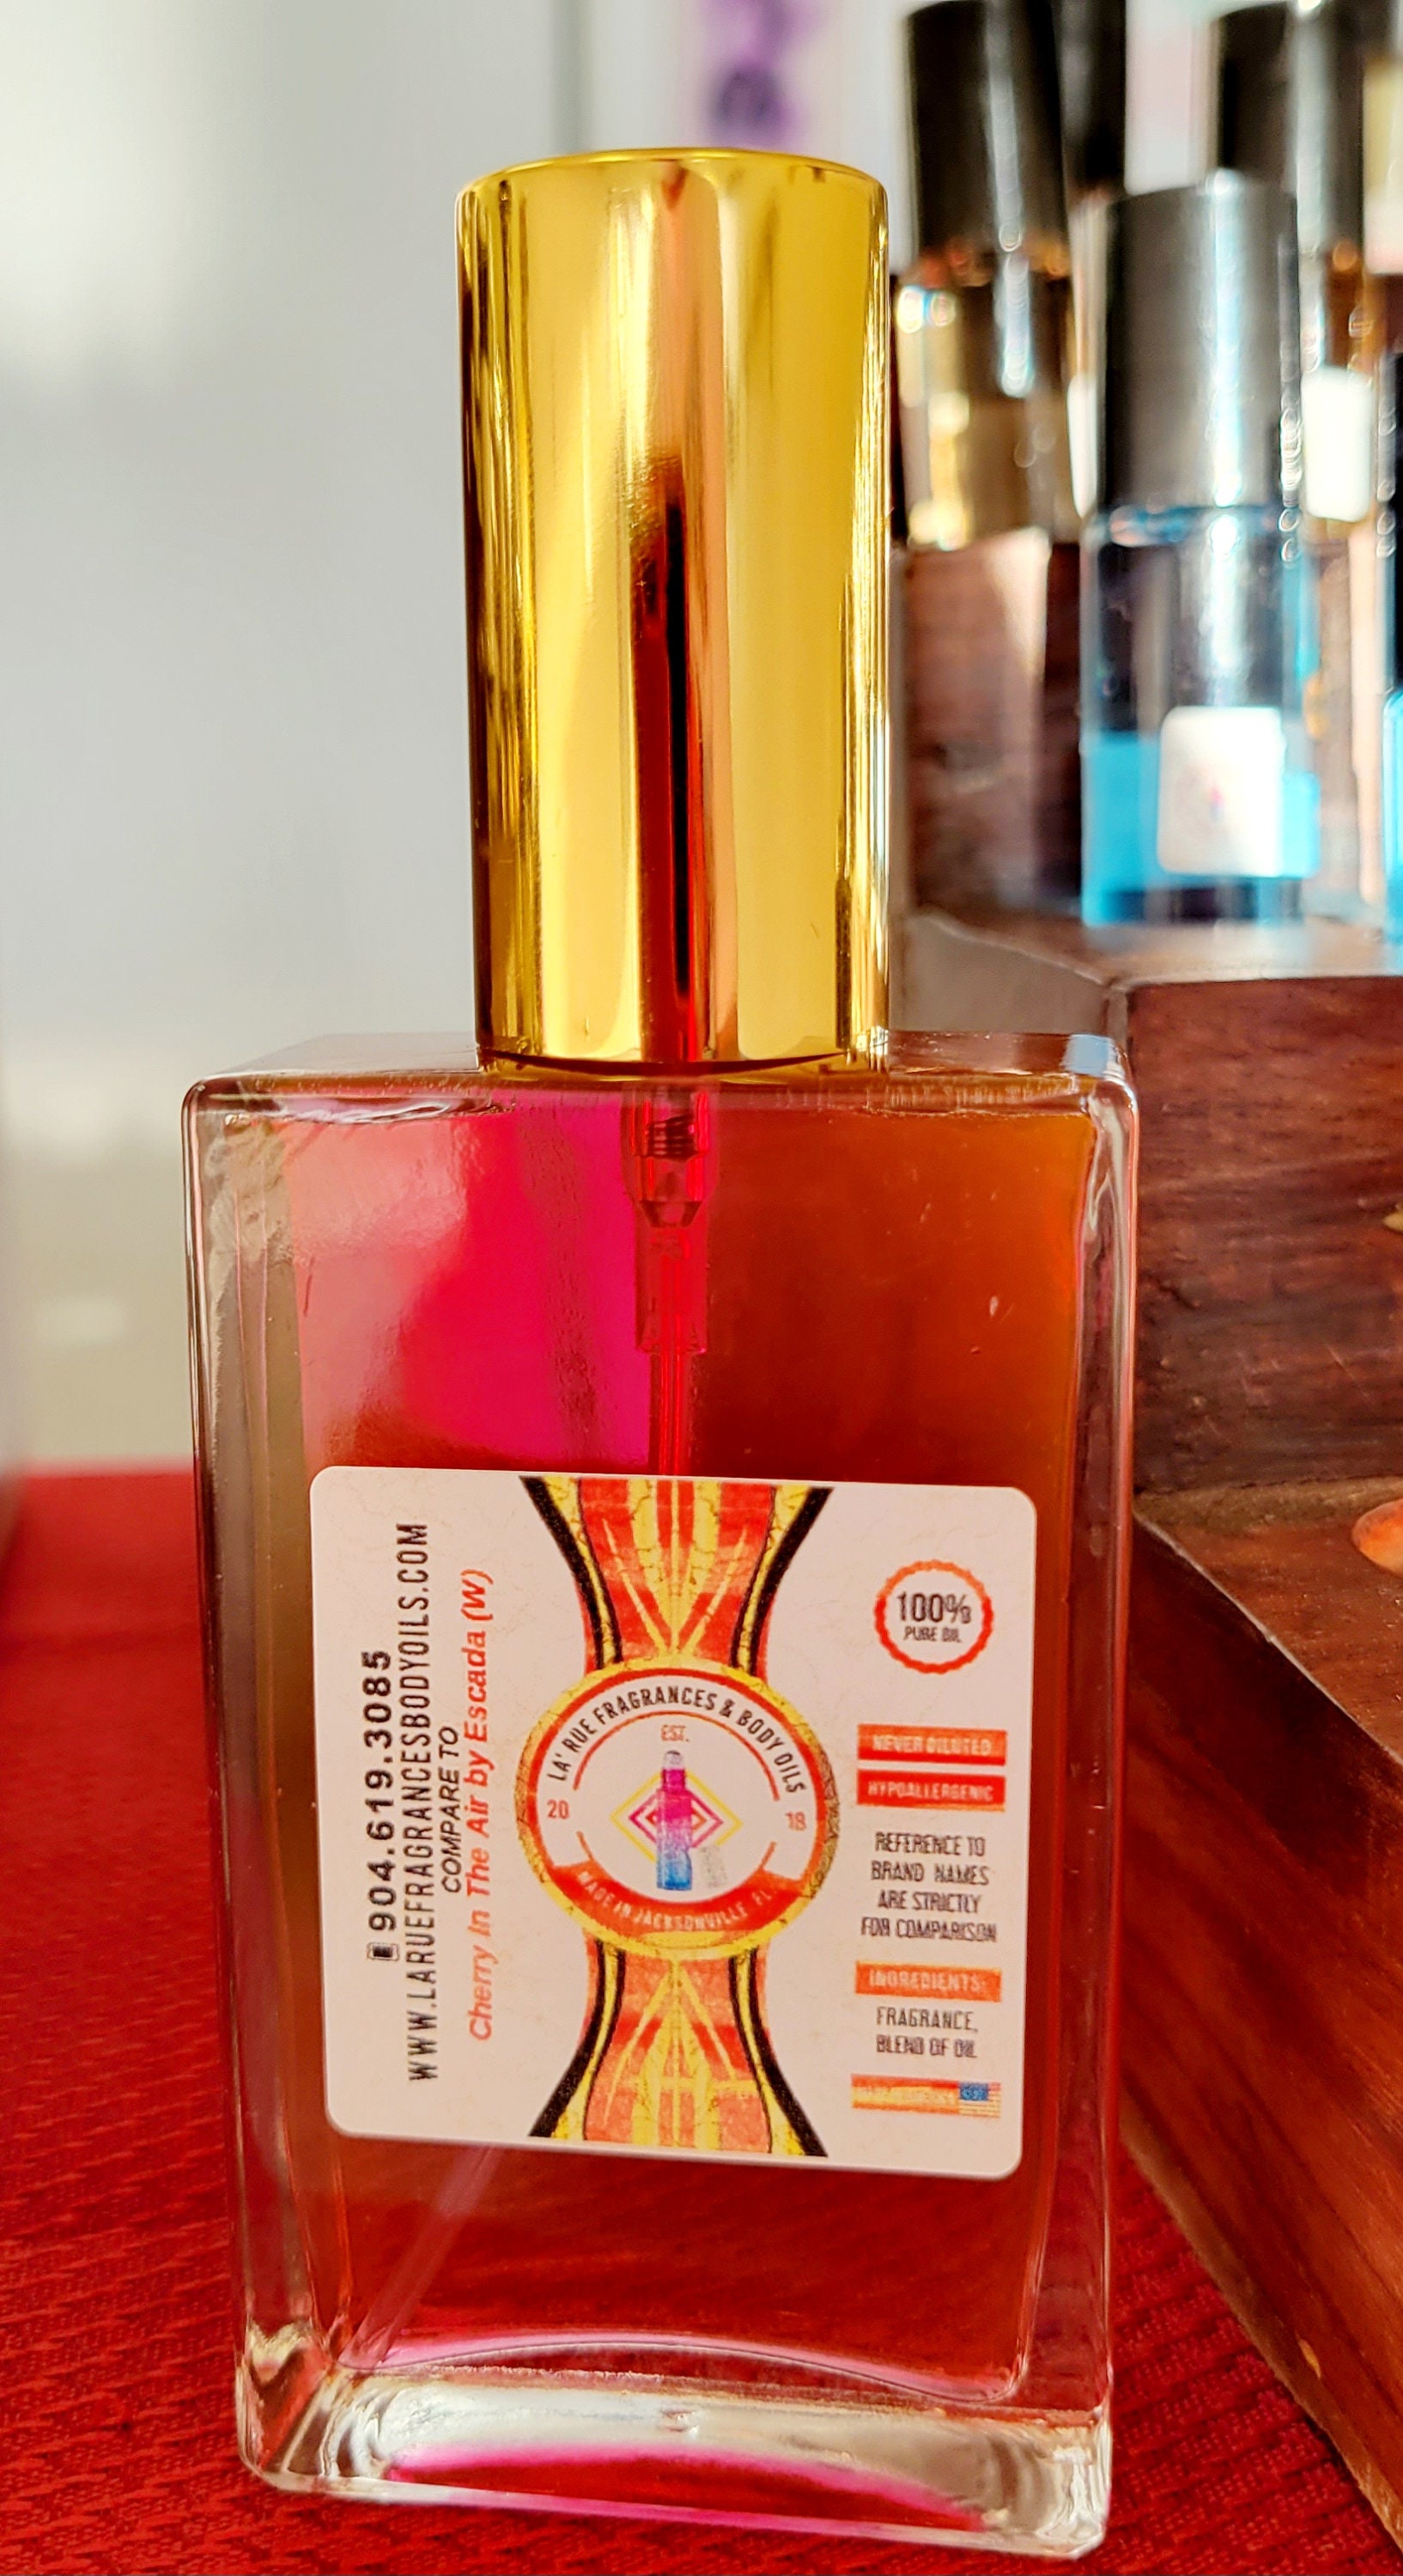 904.619.3085
WWW.LARUEFRAGRANCESBODYOILS.COM
COMPARE TO
Cherry In The Air by Escada (W)
LA' RUE FRAGRANCES & BODY OILS
EST.
20 18
MADE IN JACKSONVILLE, FL
100%
PURE OIL
NEVER DILUTED
HYPOALLERGENIC
REFERENCE TO
BRAND NAMES
ARE STRICTLY
FOR COMPARISON
INGREDIENTS:
FRAGRANCE,
BLEND OF OIL